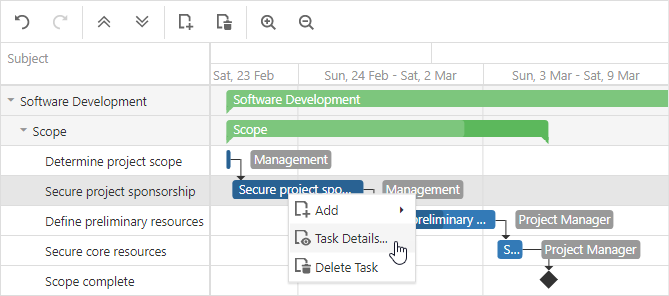 Subject
Sat, 23 Feb
Sun, 24 Feb - Sat, 2 Mar
Sun, 3 Mar - Sat, 9 Mar
Software Development
Software Development
Scope
Scope
Determine project scope
Management
Secure project sponsorship
Secure project spo...
Management
Define preliminary resources
preliminary ...
Project Manager
Secure core resources
S...
Project Manager
Scope complete
Add
Task Details...
Delete Task